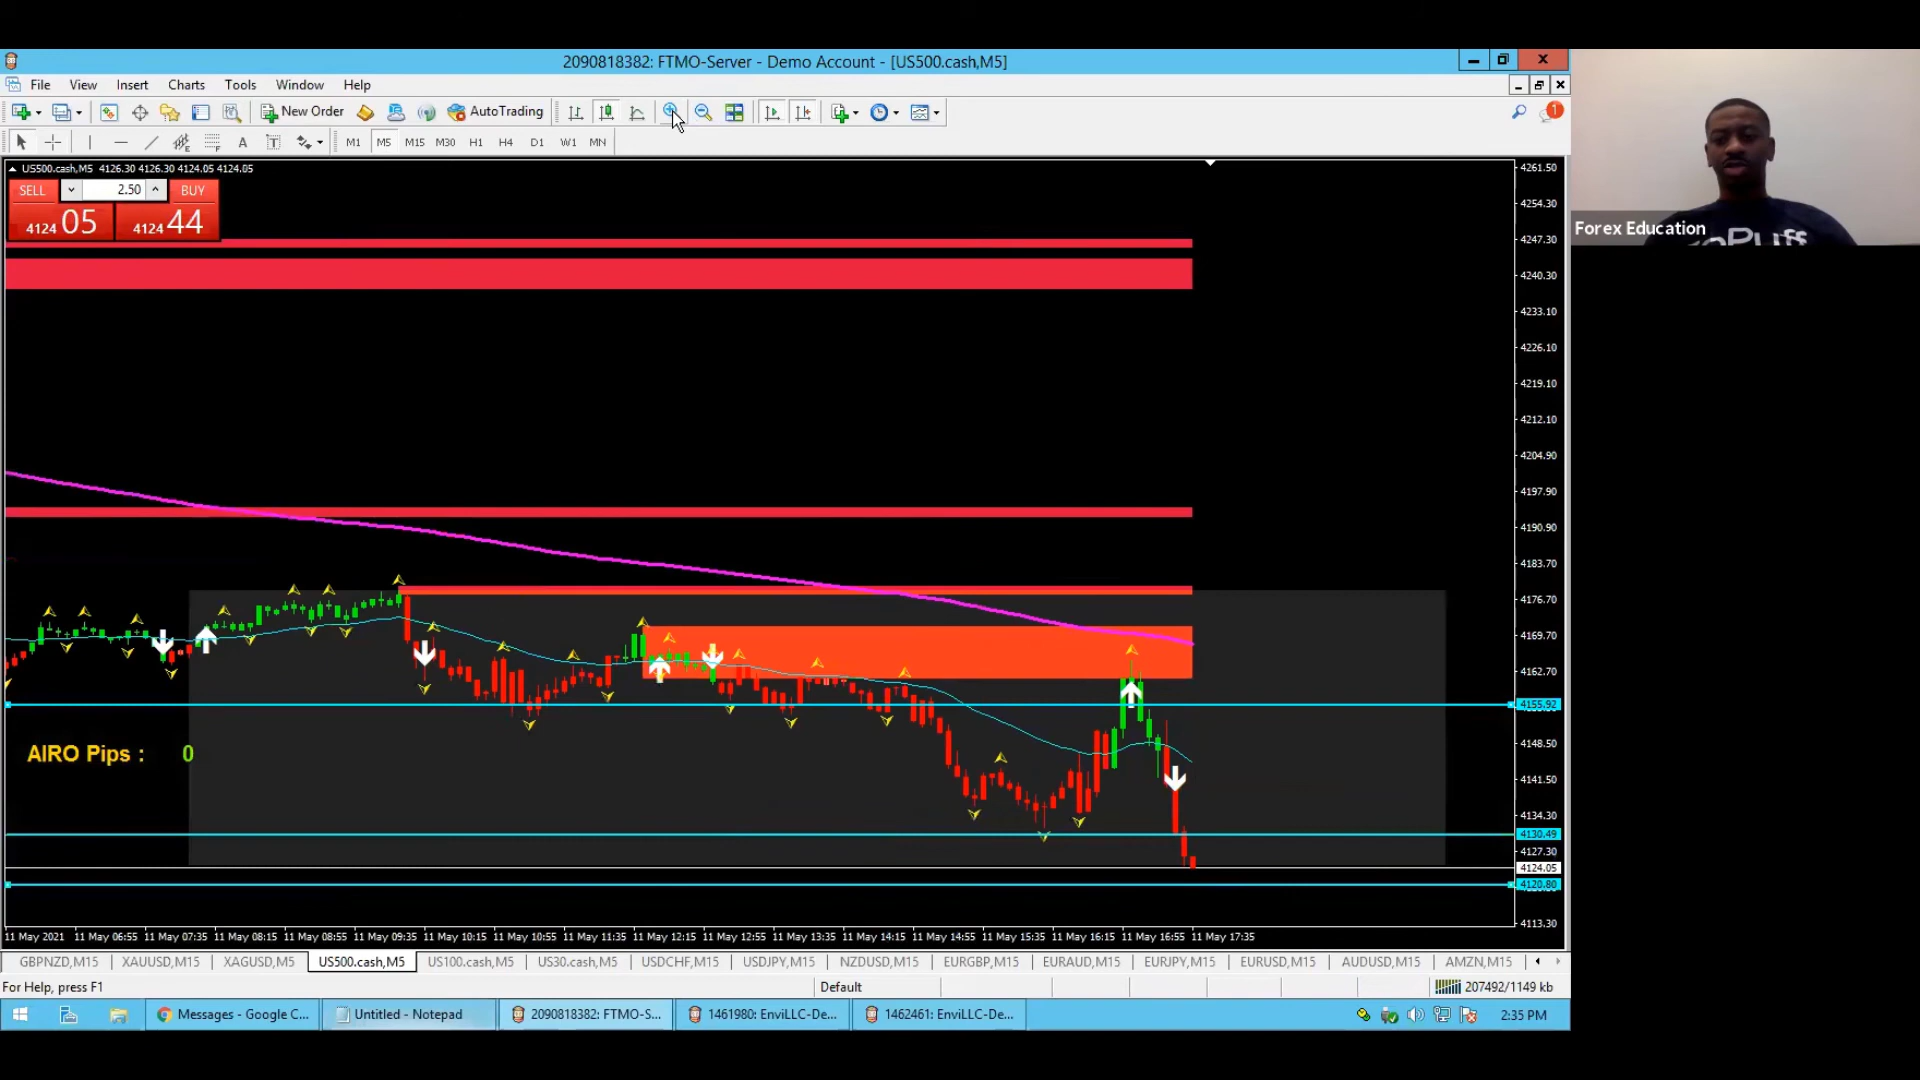 2090818382: FTMO-Server - Demo Account - [US500.cash,M5]
File View Insert Charts Tools Window Help
New Order AutoTrading 1
A T M1 M5 M15 M30 H1 H4 D1 W1 MN
US500.cash,M5 4126.30 4126.30 4124.05 4124.05
SELL 2.50 BUY
4124 05 4124 44
Forex Education
4261.50
4254.30
4247.30
4240.30
4233.10
4226.10
4219.10
4212.10
4204.90
4197.90
4190.90
4183.70
4176.70
4169.70
4162.70
4155.92
4148.50
4141.50
4134.30
4130.49
4127.30
4124.05
4120.80
4113.30
AIRO Pips : 0
11 May 2021 11 May 06:55 11 May 07:35 11 May 08:15 11 May 08:55 11 May 09:35 11 May 10:15 11 May 10:55 11 May 11:35 11 May 12:15 11 May 12:55 11 May 13:35 11 May 14:15 11 May 14:55 11 May 15:35 11 May 16:15 11 May 16:55 11 May 17:35
GBPNZD,M15 XAUUSD,M15 XAGUSD,M5 US500.cash,M5 US100.cash,M5 US30.cash,M5 USDCHF,M15 USDJPY,M15 NZDUSD,M15 EURGBP,M15 EURAUD,M15 EURJPY,M15 EURUSD,M15 AUDUSD,M15 AMZN,M15
For Help, press F1 Default 207492/1149 kb
Messages - Google C... Untitled - Notepad 2090818382: FTMO-S... 1461980: EnviLLC-De... 1462461: EnviLLC-De... 2:35 PM